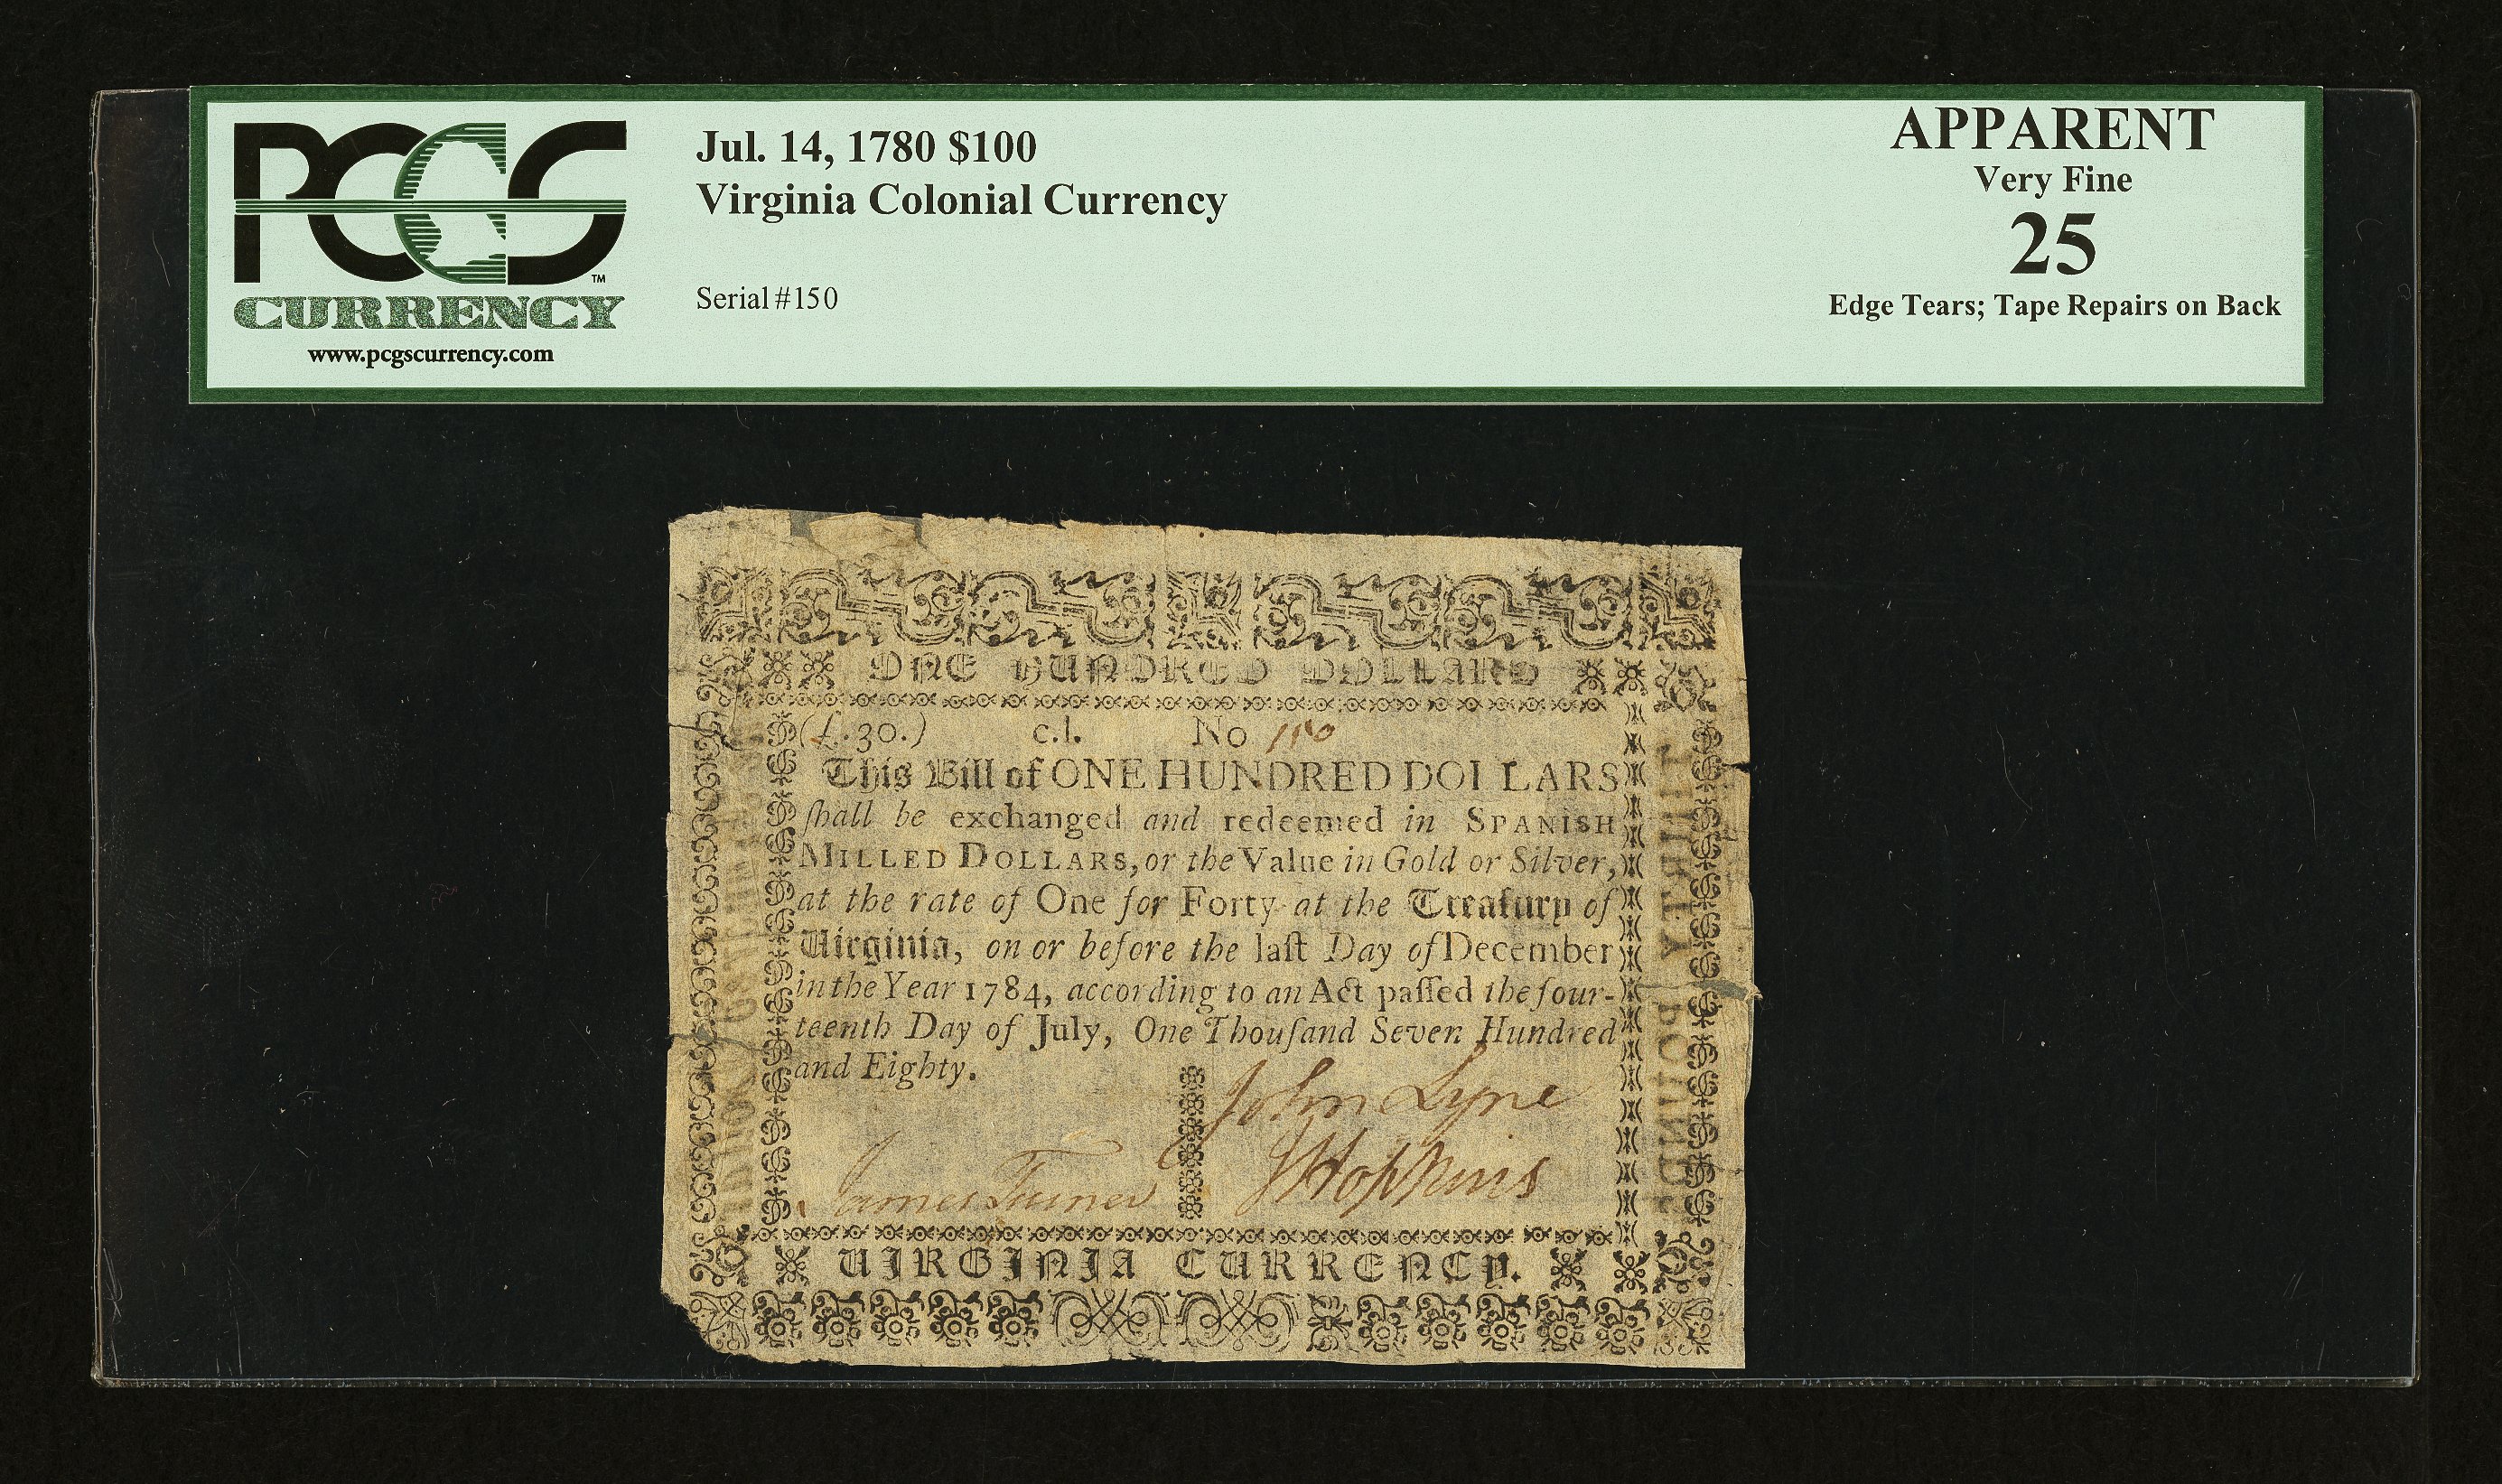 PCGS
CURRENCY
www.pcgscurrency.com
Jul. 14, 1780 $100
Virginia Colonial Currency
Serial #150
APPARENT
Very Fine
25
Edge Tears; Tape Repairs on Back
ONE HUNDRED DOLLARS
(£.30.) c.l. No 150
This Bill of ONE HUNDRED DOLLARS
ſhall be exchanged and redeemed in SPANISH
MILLED DOLLARS, or the Value in Gold or Silver,
at the rate of One for Forty at the Treaſury of
Virginia, on or before the laſt Day of December
in the Year 1784, according to an Act paſſed the four-
teenth Day of July, One Thouſand Seven Hundred
and Eighty.
John Lyne
James Turner
J Hopkins
VIRGINIA CURRENCY.
THIRTY POUNDS